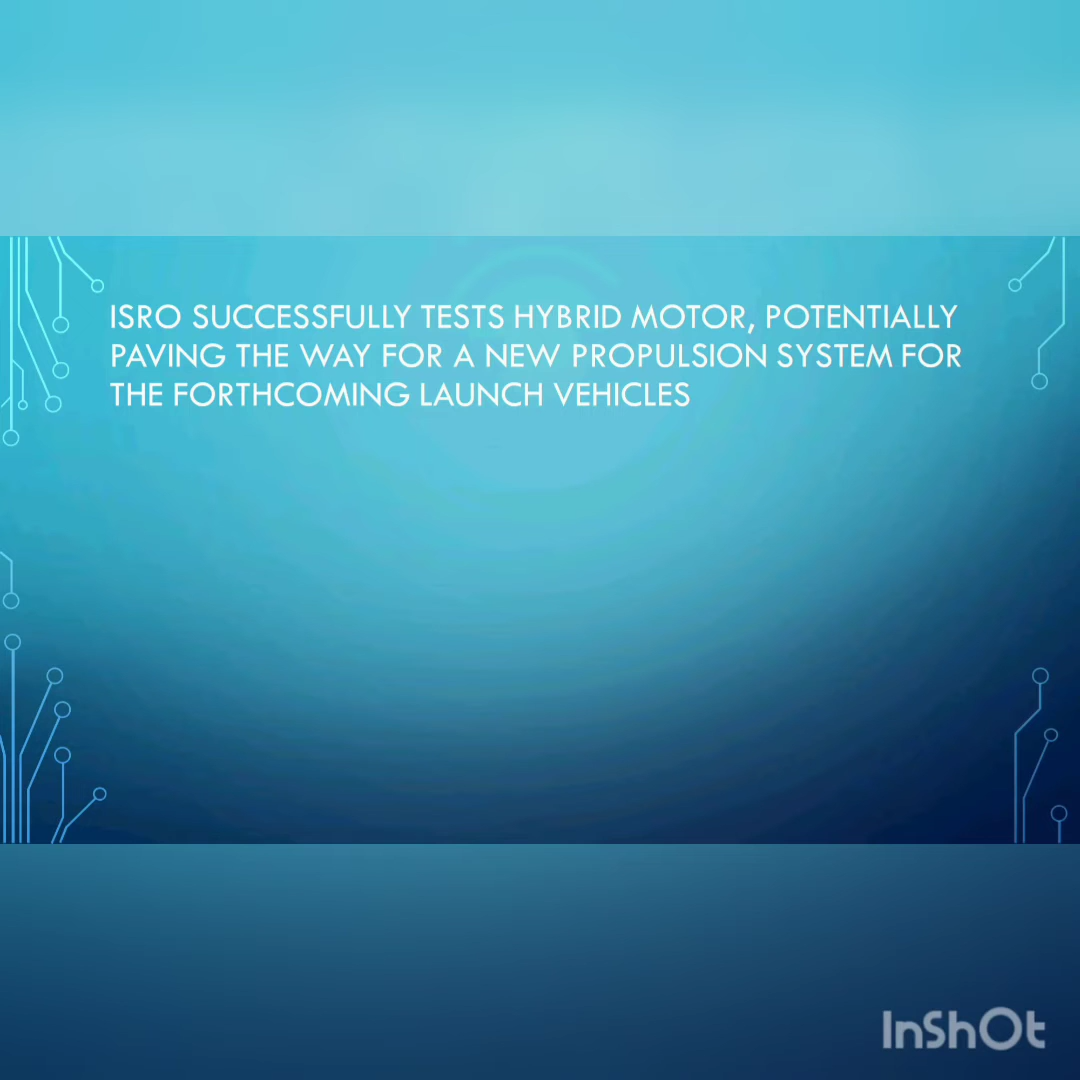 ISRO SUCCESSFULLY TESTS HYBRID MOTOR, POTENTIALLY
PAVING THE WAY FOR A NEW PROPULSION SYSTEM FOR
THE FORTHCOMING LAUNCH VEHICLES
InShOt